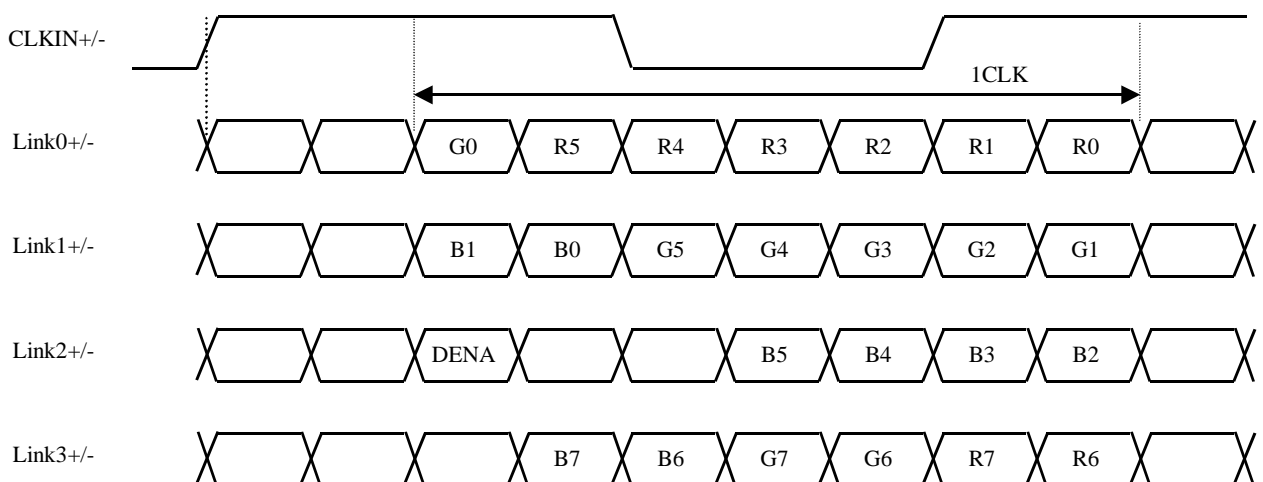 CLKIN+/-
1CLK
Link0+/- G0 R5 R4 R3 R2 R1 R0
Link1+/- B1 B0 G5 G4 G3 G2 G1
Link2+/- DENA B5 B4 B3 B2
Link3+/- B7 B6 G7 G6 R7 R6